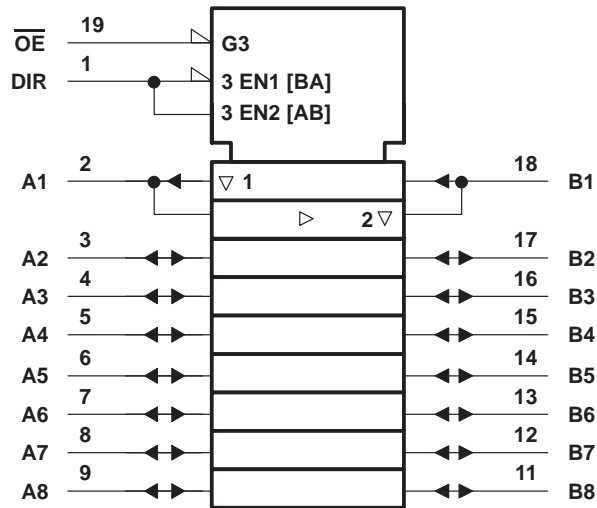 19
OE
G3
1
DIR
3 EN1 [BA]
3 EN2 [AB]
A1 2 ▽ 1 18 B1
▷ 2 ▽
A2 3 17 B2
A3 4 16 B3
A4 5 15 B4
A5 6 14 B5
A6 7 13 B6
A7 8 12 B7
A8 9 11 B8